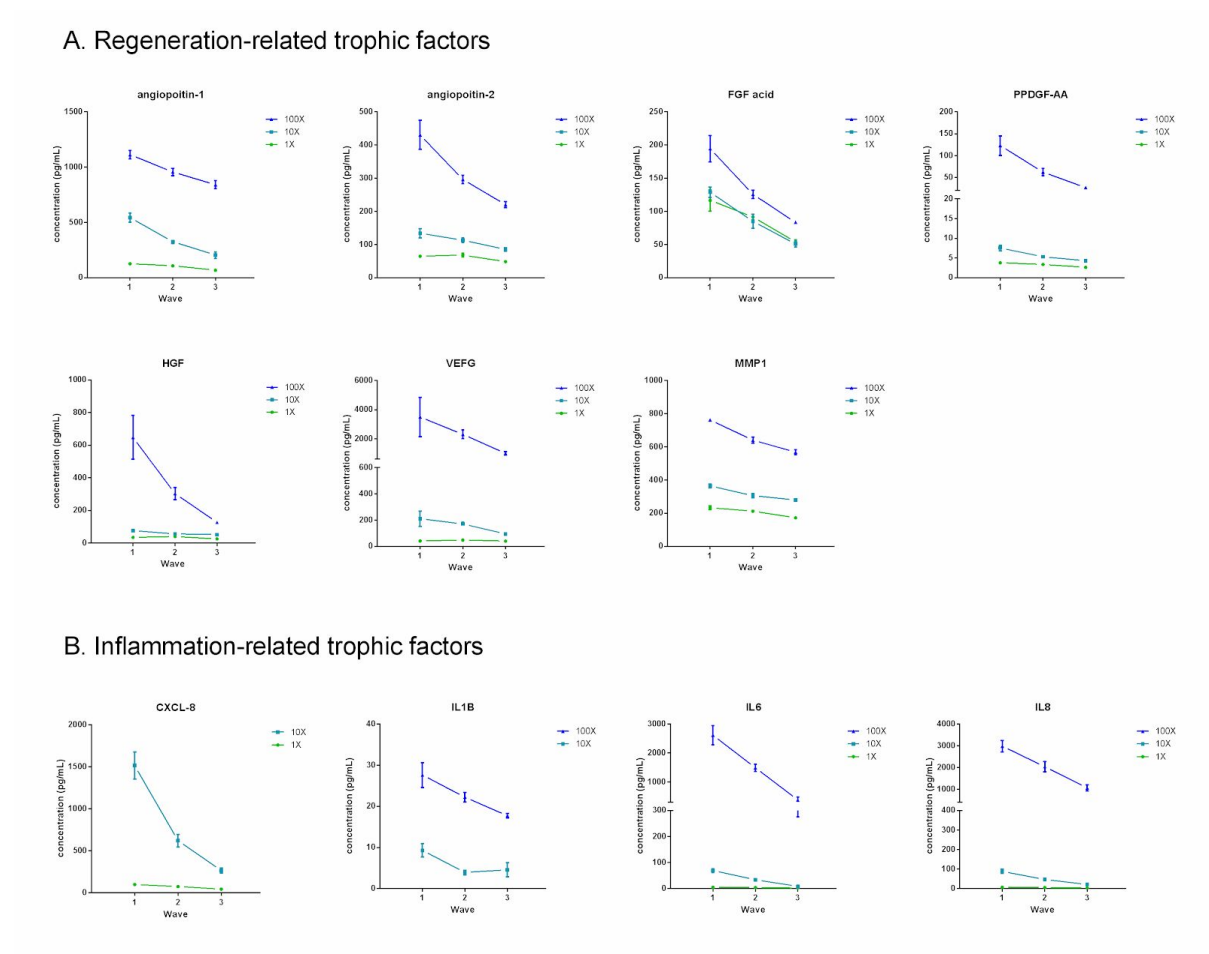 A. Regeneration-related trophic factors
angiopoitin-1
1500
1000
500
0
concentration (pg/mL)
1 2 3
Wave
100X
10X
1X
angiopoitin-2
500
400
300
200
100
0
concentration (pg/mL)
1 2 3
Wave
100X
10X
1X
FGF acid
250
200
150
100
50
0
concentration (pg/mL)
1 2 3
Wave
100X
10X
1X
PPDGF-AA
200
150
100
50
20
15
10
5
0
concentration (pg/mL)
1 2 3
Wave
100X
10X
1X
HGF
1000
800
600
400
200
0
concentration (pg/mL)
1 2 3
Wave
100X
10X
1X
VEFG
6000
4000
2000
600
400
200
0
concentration (pg/mL)
1 2 3
Wave
100X
10X
1X
MMP1
1000
800
600
400
200
0
concentration (pg/mL)
1 2 3
Wave
100X
10X
1X
B. Inflammation-related trophic factors
CXCL-8
2000
1500
1000
500
0
concentration (pg/mL)
1 2 3
Wave
10X
1X
IL1B
40
30
20
10
0
concentration (pg/mL)
1 2 3
Wave
100X
10X
IL6
3000
2000
1000
300
200
100
0
concentration (pg/mL)
1 2 3
Wave
100X
10X
1X
IL8
4000
3000
2000
1000
400
300
200
100
0
concentration (pg/mL)
1 2 3
Wave
100X
10X
1X